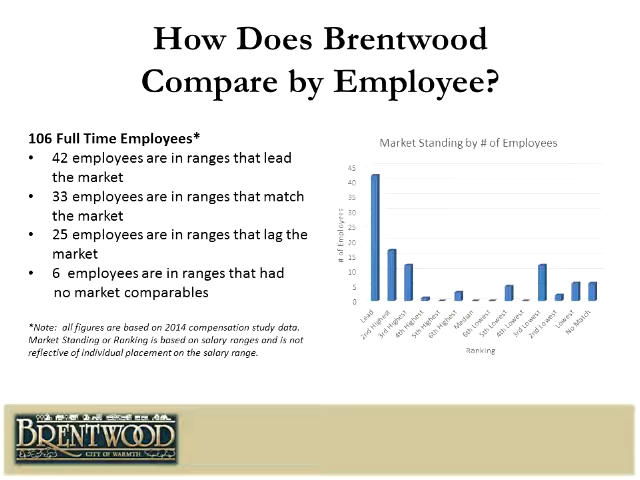 How Does Brentwood
Compare by Employee?
106 Full Time Employees*
• 42 employees are in ranges that lead
the market
• 33 employees are in ranges that match
the market
• 25 employees are in ranges that lag the
market
• 6 employees are in ranges that had
no market comparables
*Note: all figures are based on 2014 compensation study data.
Market Standing or Ranking is based on salary ranges and is not
reflective of individual placement on the salary range.
Market Standing by # of Employees
# of Employees
45
40
35
30
25
20
15
10
5
0
Lead
2nd Highest
3rd Highest
4th Highest
5th Highest
6th Highest
Median
6th Lowest
5th Lowest
4th Lowest
3rd Lowest
2nd Lowest
Lowest
No Match
Ranking
BRENTWOOD
CITY OF WARMTH